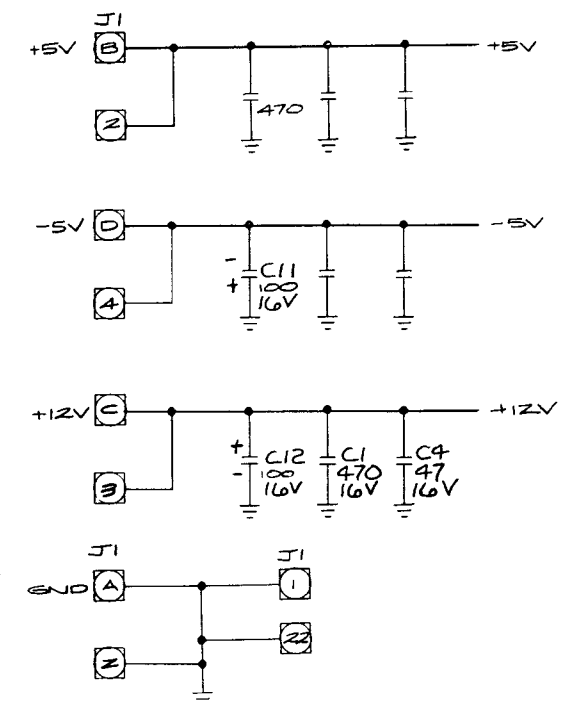 J1
+5V B +5V
2
470
-5V D -5V
4
- C11
+ 100
16V
+12V C +12V
3
+ C12 C1 C4
- 100 470 47
16V 16V 16V
J1 J1
GND A 1
22
Z